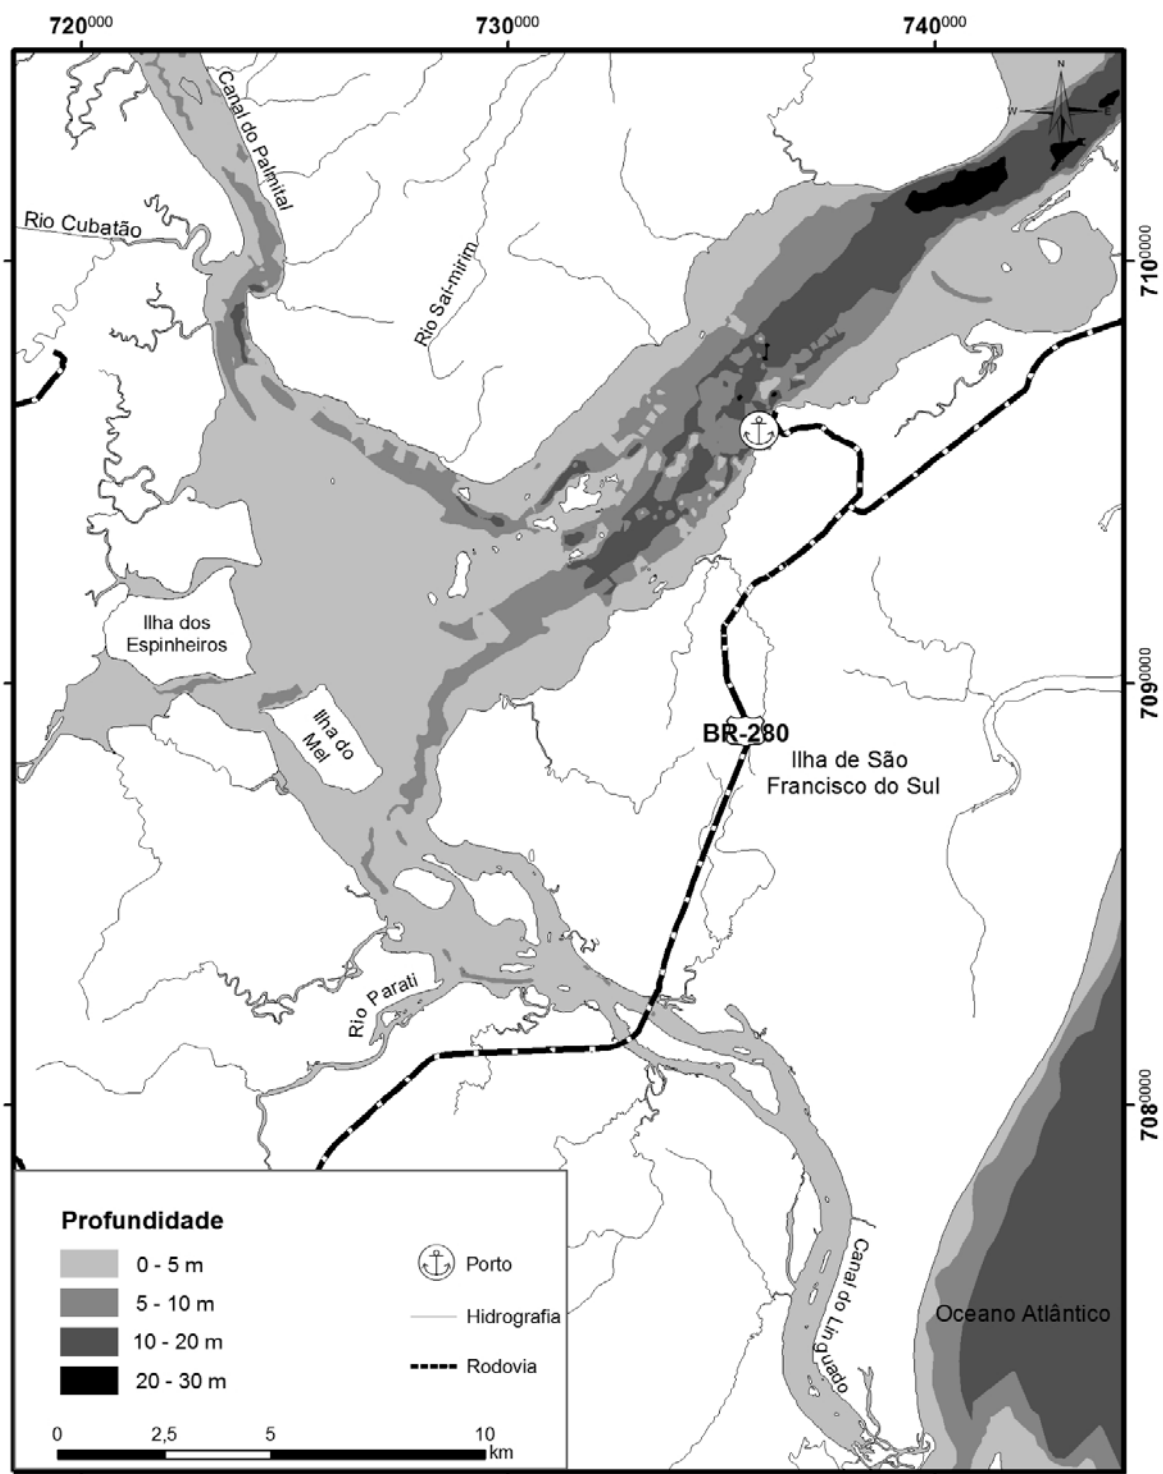 720000
730000
740000
N
W
E
Canal do Palmital
Rio Cubatão
7100000
Rio Saí-mirim
Ilha dos
Espinheiros
7090000
Ilha do
Mel
BR-280
Ilha de São
Francisco do Sul
Rio Parati
7080000
Canal do Linguado
Oceano Atlântico
Profundidade
0 - 5 m
5 - 10 m
10 - 20 m
20 - 30 m
Porto
Hidrografia
Rodovia
0
2,5
5
10
km